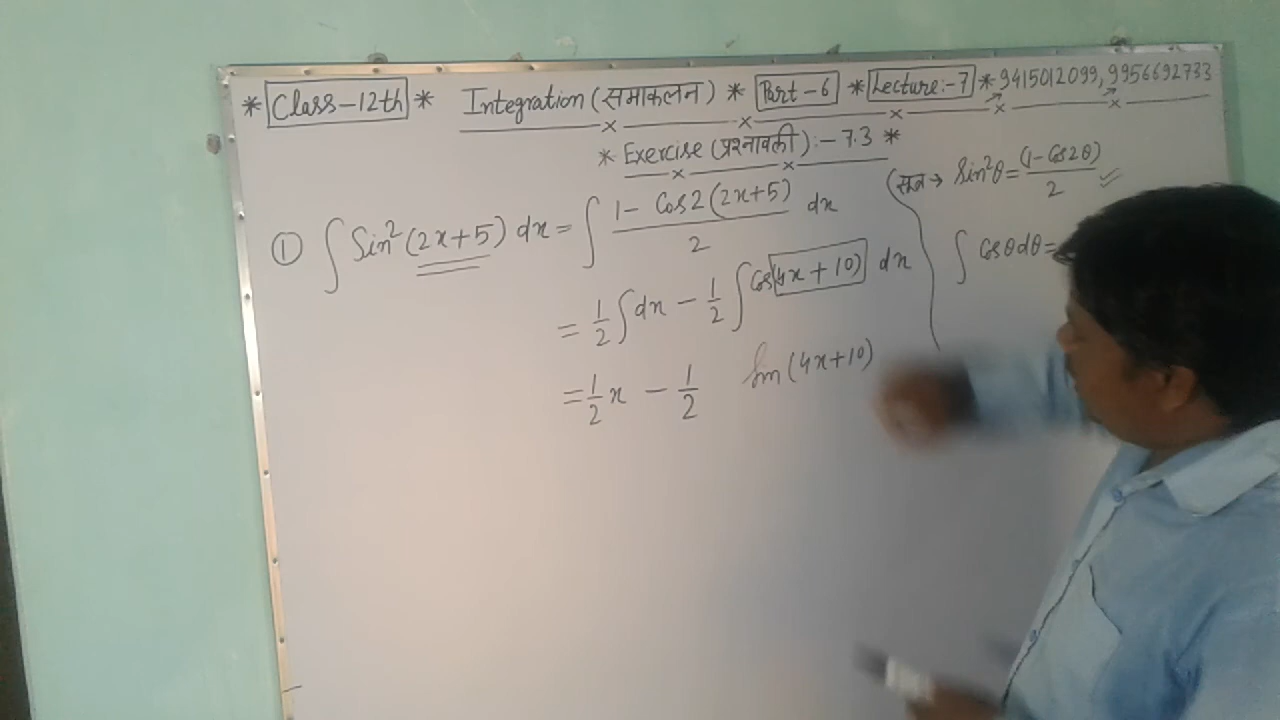 * Class-12th * Integration (समाकलन) * Part-6 * Lecture:-7 * 9415012099, 9956692733
* Exercise (प्रश्नावली):- 7.3 *
① ∫ Sin²(2x+5) dx = ∫ (1 - Cos2(2x+5))/2 dx
= 1/2 ∫ dx - 1/2 ∫ Cos(4x+10) dx
= 1/2 x - 1/2 Sin(4x+10)
(सूत्र → Sin²θ = (1-Cos2θ)/2 ✓
∫ Cosθdθ =